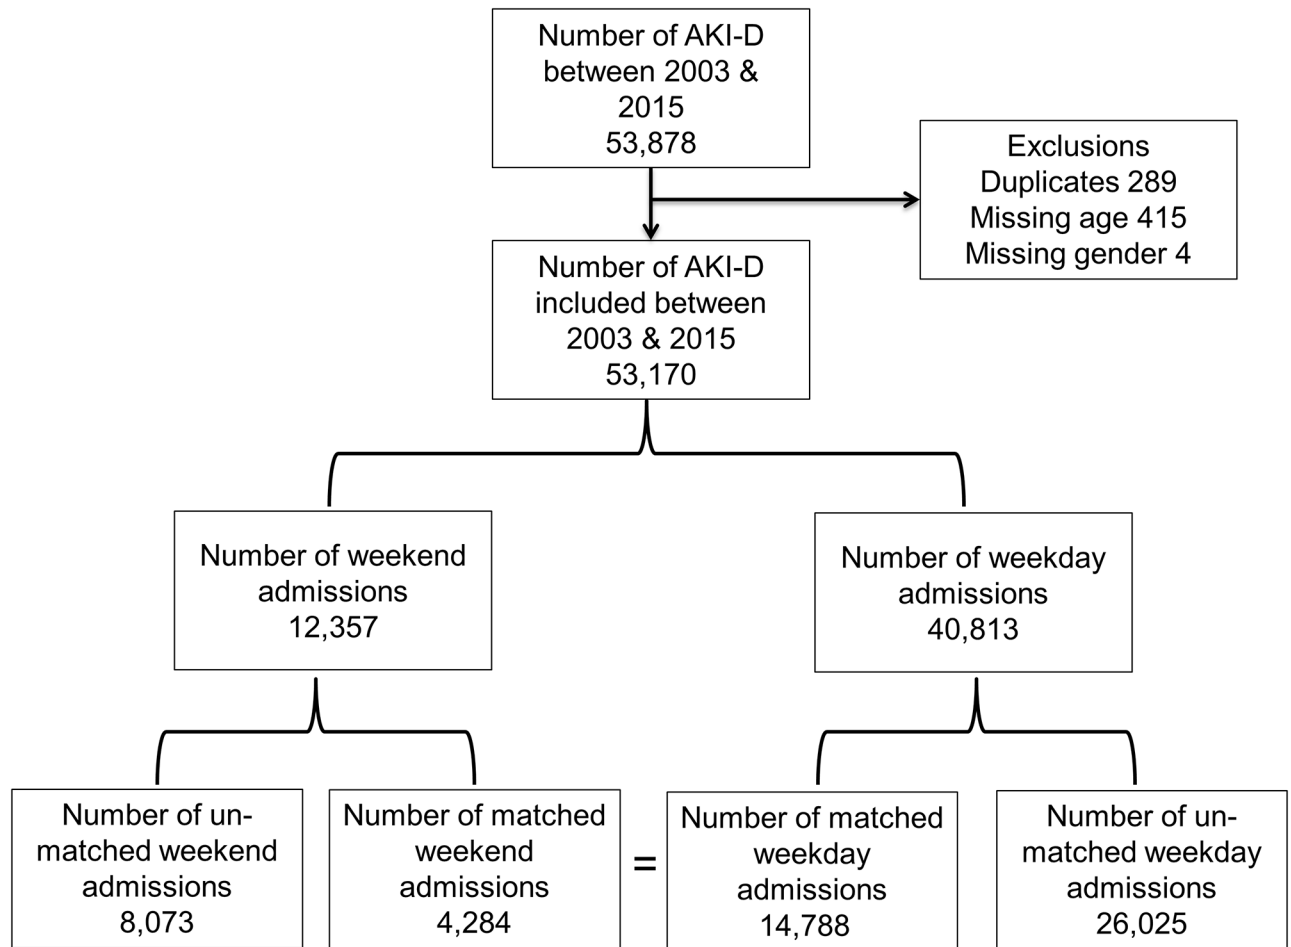 Number of AKI-D
between 2003 &
2015
53,878
Exclusions
Duplicates 289
Missing age 415
Missing gender 4
Number of AKI-D
included between
2003 & 2015
53,170
Number of weekend
admissions
12,357
Number of weekday
admissions
40,813
Number of un-
matched weekend
admissions
8,073
Number of matched
weekend
admissions
4,284
=
Number of matched
weekday
admissions
14,788
Number of un-
matched weekday
admissions
26,025